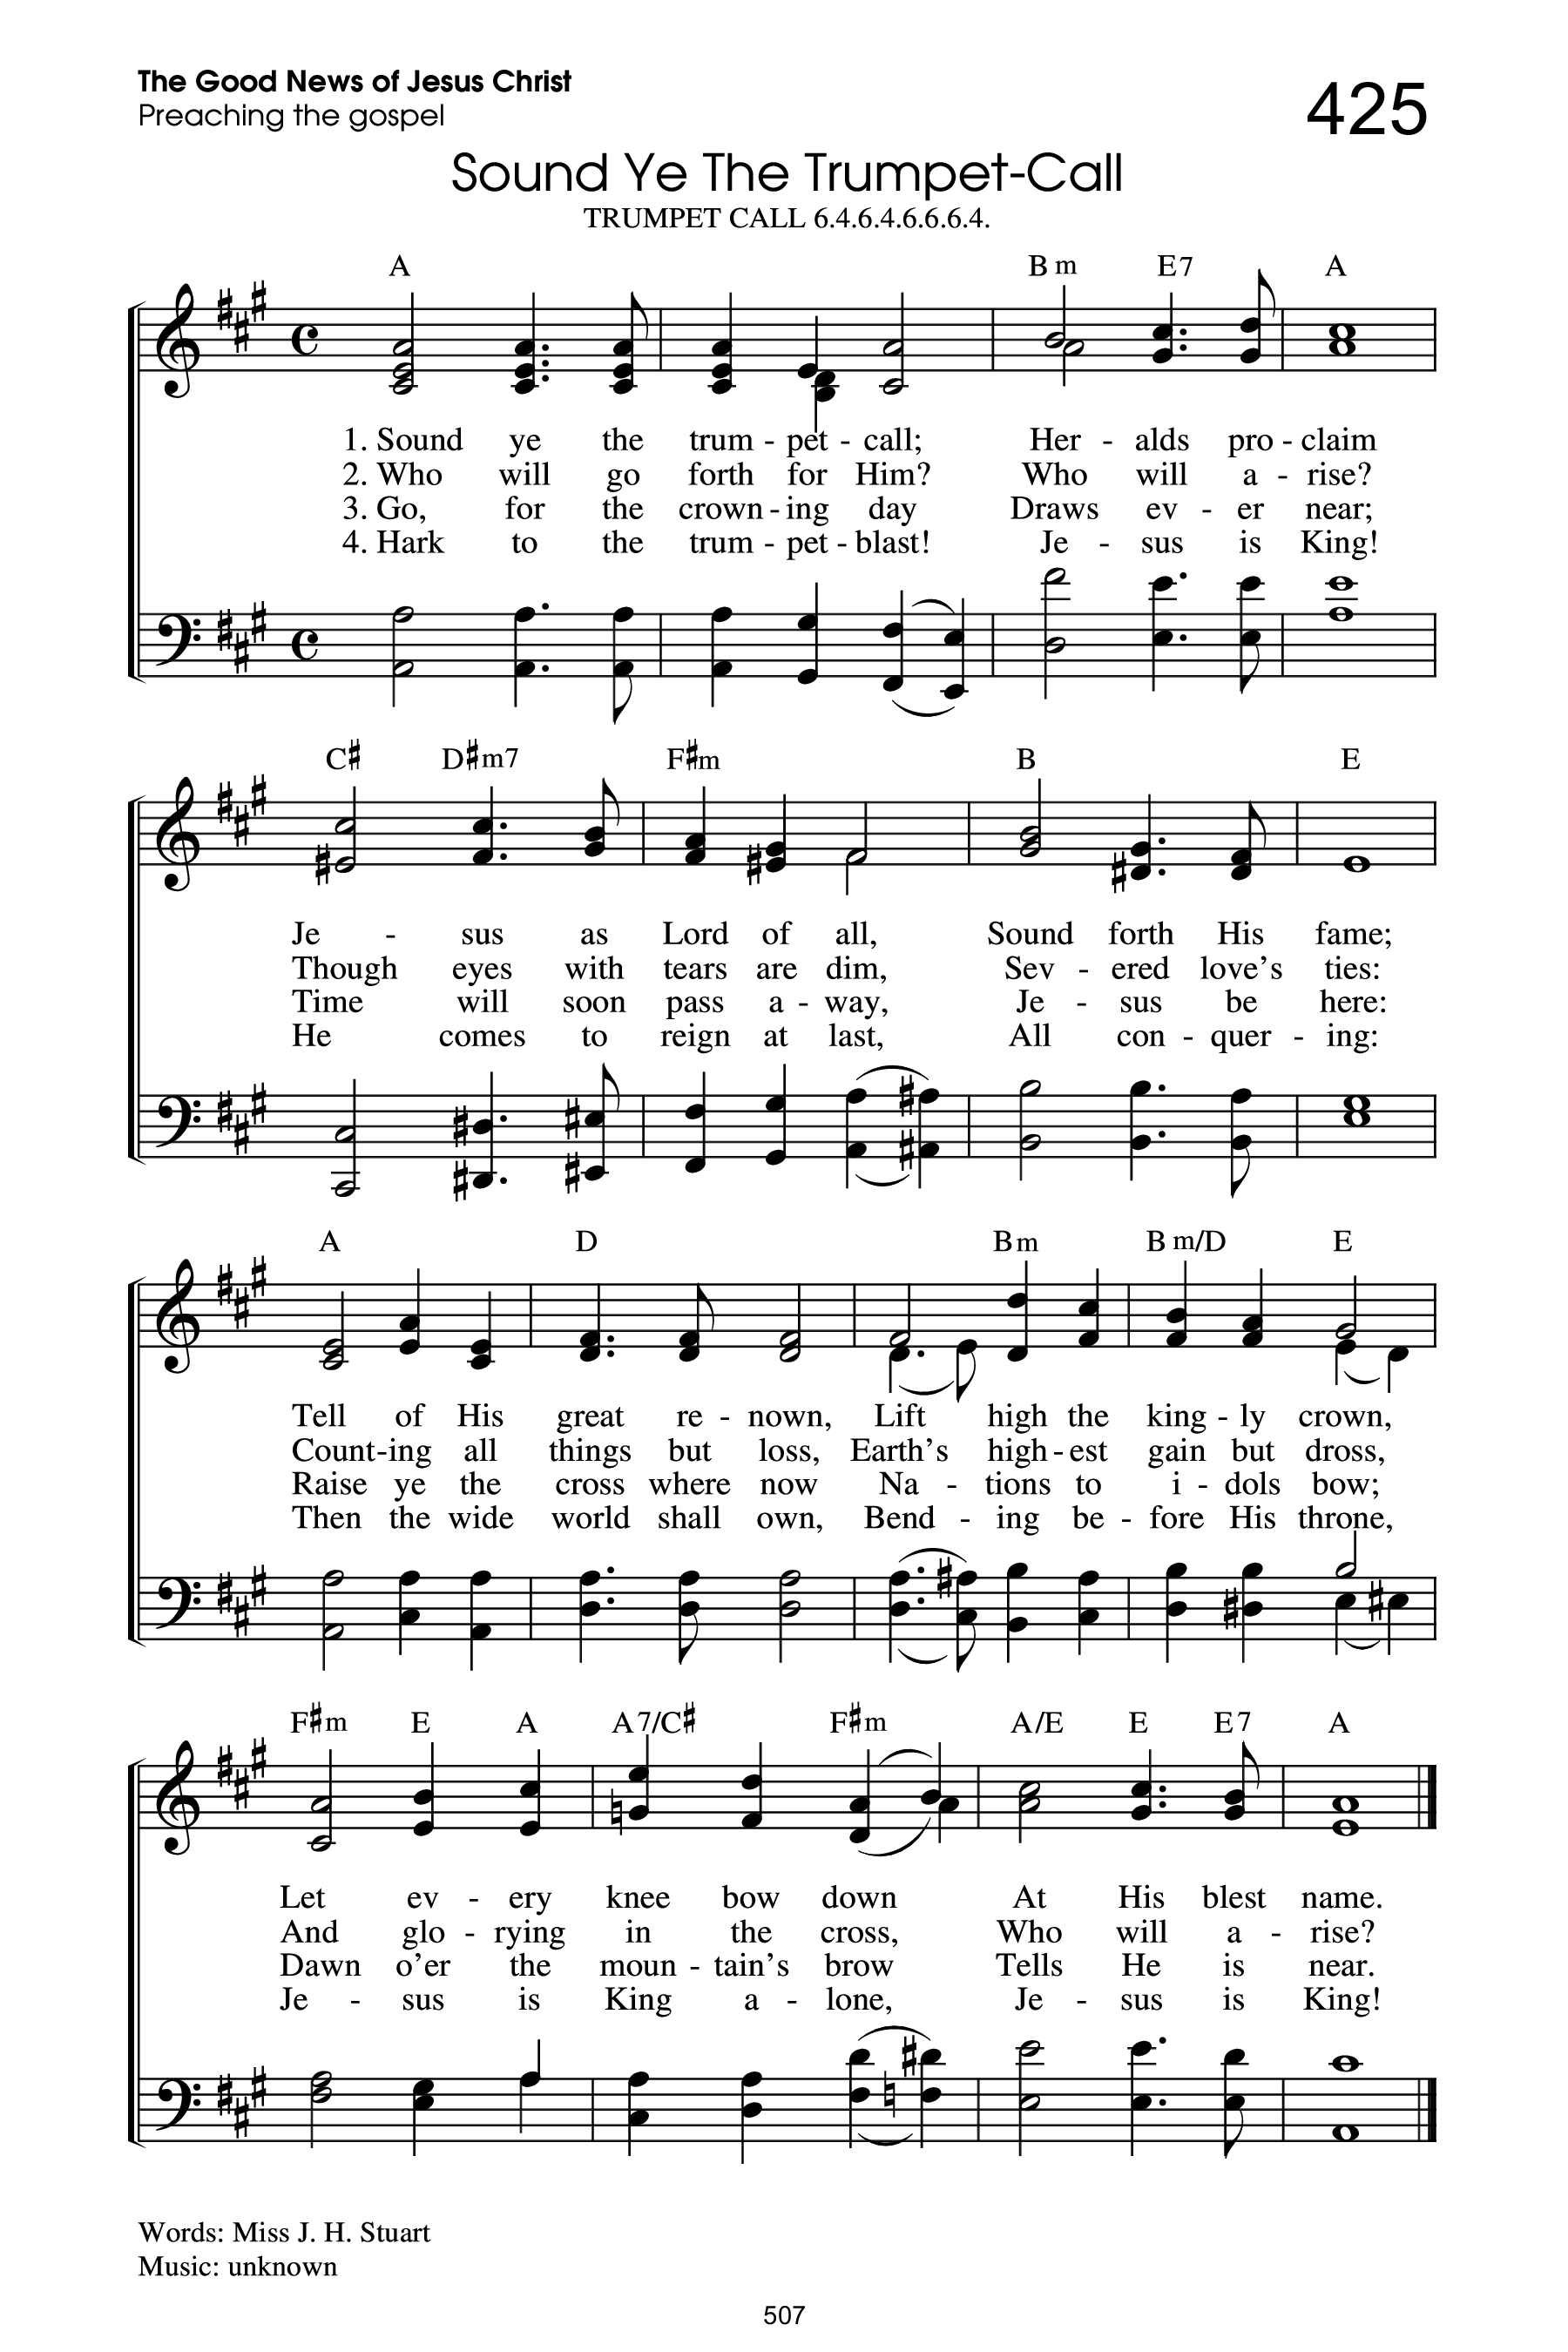 The Good News of Jesus Christ
Preaching the gospel
425
Sound Ye The Trumpet-Call
TRUMPET CALL 6.4.6.4.6.6.6.4.
A Bm E7 A
1. Sound ye the trum - pet - call; Her - alds pro - claim
2. Who will go forth for Him? Who will a - rise?
3. Go, for the crown - ing day Draws ev - er near;
4. Hark to the trum - pet - blast! Je - sus is King!
C♯ D♯m7 F♯m B E
Je - sus as Lord of all, Sound forth His fame;
Though eyes with tears are dim, Sev - ered love's ties:
Time will soon pass a - way, Je - sus be here:
He comes to reign at last, All con - quer - ing:
A D Bm Bm/D E
Tell of His great re - nown, Lift high the king - ly crown,
Count - ing all things but loss, Earth's high - est gain but dross,
Raise ye the cross where now Na - tions to i - dols bow;
Then the wide world shall own, Bend - ing be - fore His throne,
F♯m E A A7/C♯ F♯m A/E E E7 A
Let ev - ery knee bow down At His blest name.
And glo - rying in the cross, Who will a - rise?
Dawn o'er the moun - tain's brow Tells He is near.
Je - sus is King a - lone, Je - sus is King!
Words: Miss J. H. Stuart
Music: unknown
507